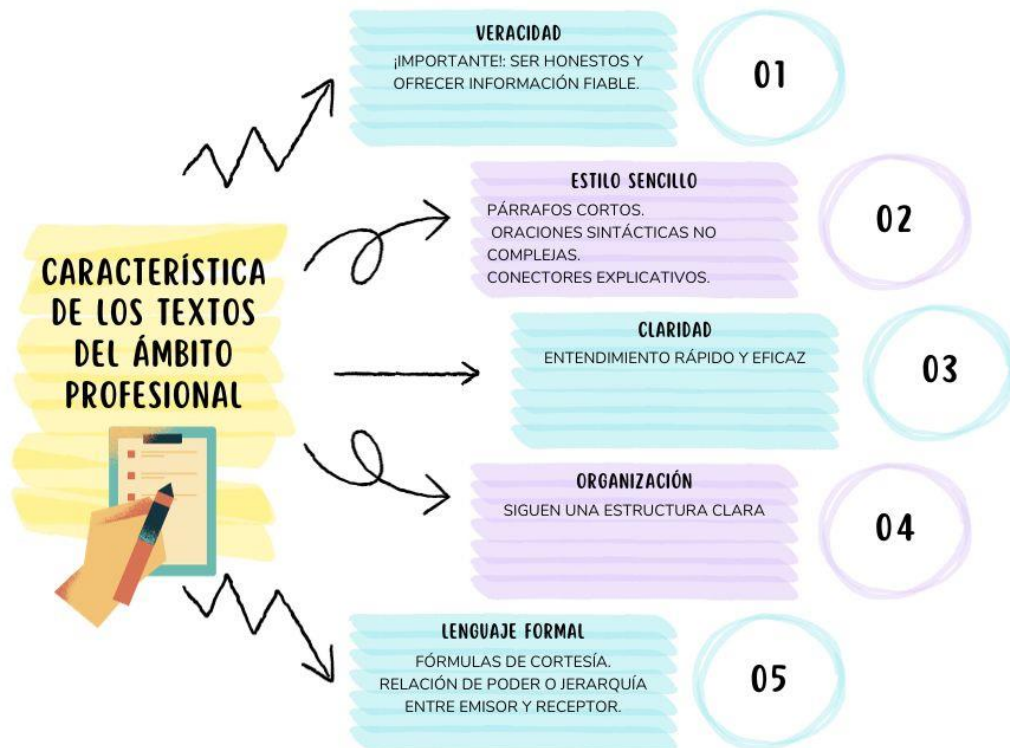 CARACTERÍSTICA
DE LOS TEXTOS
DEL ÁMBITO
PROFESIONAL
VERACIDAD
¡IMPORTANTE!: SER HONESTOS Y
OFRECER INFORMACIÓN FIABLE.
01
ESTILO SENCILLO
PÁRRAFOS CORTOS.
ORACIONES SINTÁCTICAS NO
COMPLEJAS.
CONECTORES EXPLICATIVOS.
02
CLARIDAD
ENTENDIMIENTO RÁPIDO Y EFICAZ
03
ORGANIZACIÓN
SIGUEN UNA ESTRUCTURA CLARA
04
LENGUAJE FORMAL
FÓRMULAS DE CORTESÍA.
RELACIÓN DE PODER O JERARQUÍA
ENTRE EMISOR Y RECEPTOR.
05